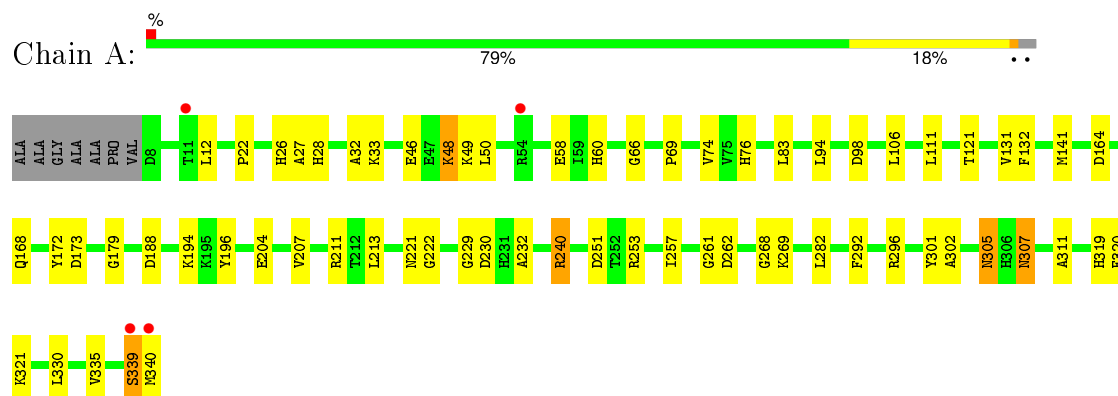 %
Chain A:
79% 18% • •
ALA ALA GLY ALA ALA PRO VAL D8 T11 L12 P22 H26 A27 H28 A32 K33 E46 E47 K48 K49 L50 R54 E58 I59 H60 G66 P69 V74 V75 H76 L83 L94 D98 L106 L111 T121 V131 F132 M141 D164
Q168 Y172 D173 G179 D188 K194 K195 Y196 E204 V207 R211 T212 L213 N221 G222 G229 D230 H231 A232 R240 D251 T252 R253 I257 G261 D262 G268 K269 L282 F292 R296 Y301 A302 N305 H306 N307 A311 H319
K321 L330 V335 S339 M340